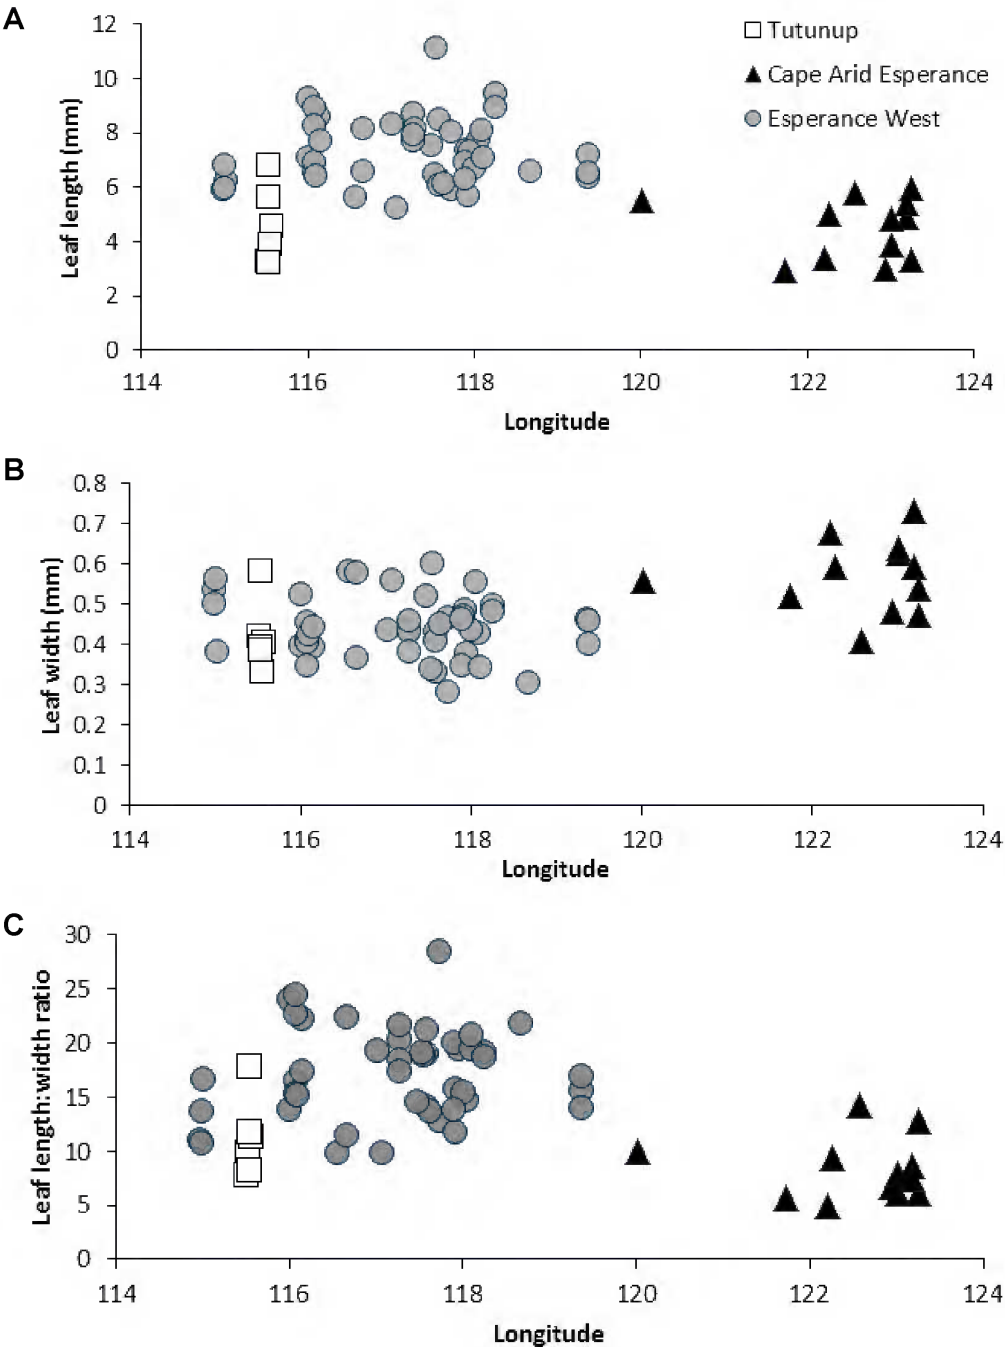 A
12
10
8
6
4
2
0
Leaf length (mm)
Tutunup
Cape Arid Esperance
Esperance West
114 116 118 120 122 124
Longitude
B
0.8
0.7
0.6
0.5
0.4
0.3
0.2
0.1
0
Leaf width (mm)
114 116 118 120 122 124
Longitude
C
30
25
20
15
10
5
0
Leaf length:width ratio
114 116 118 120 122 124
Longitude